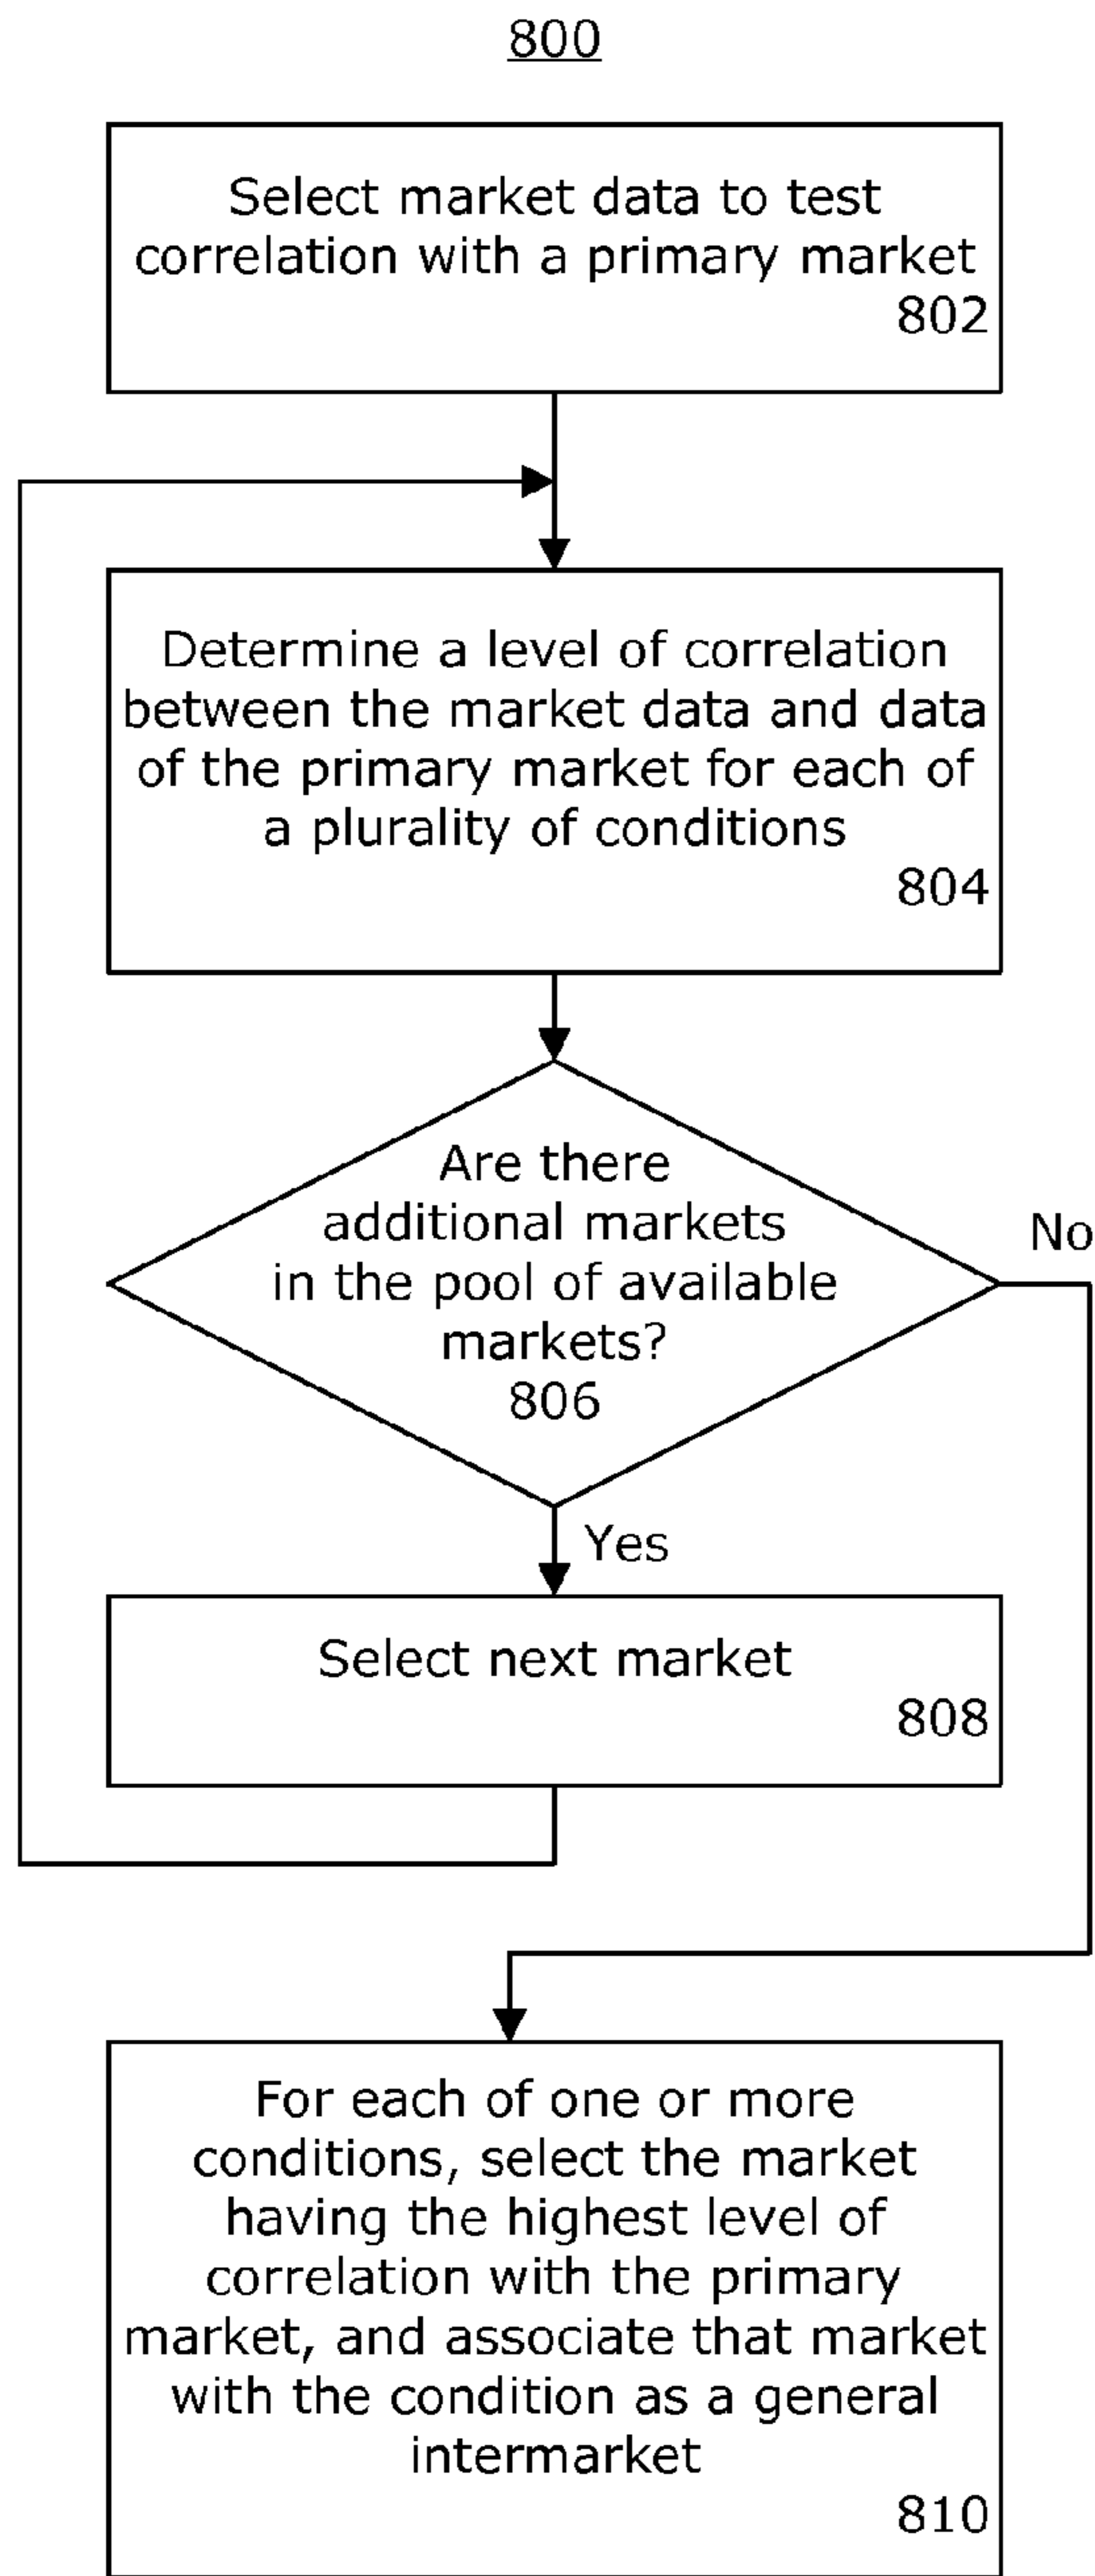 800
Select market data to test
correlation with a primary market
802
Determine a level of correlation
between the market data and data
of the primary market for each of
a plurality of conditions
804
Are there
additional markets
in the pool of available
markets?
806
No
Yes
Select next market
808
For each of one or more
conditions, select the market
having the highest level of
correlation with the primary
market, and associate that market
with the condition as a general
intermarket
810